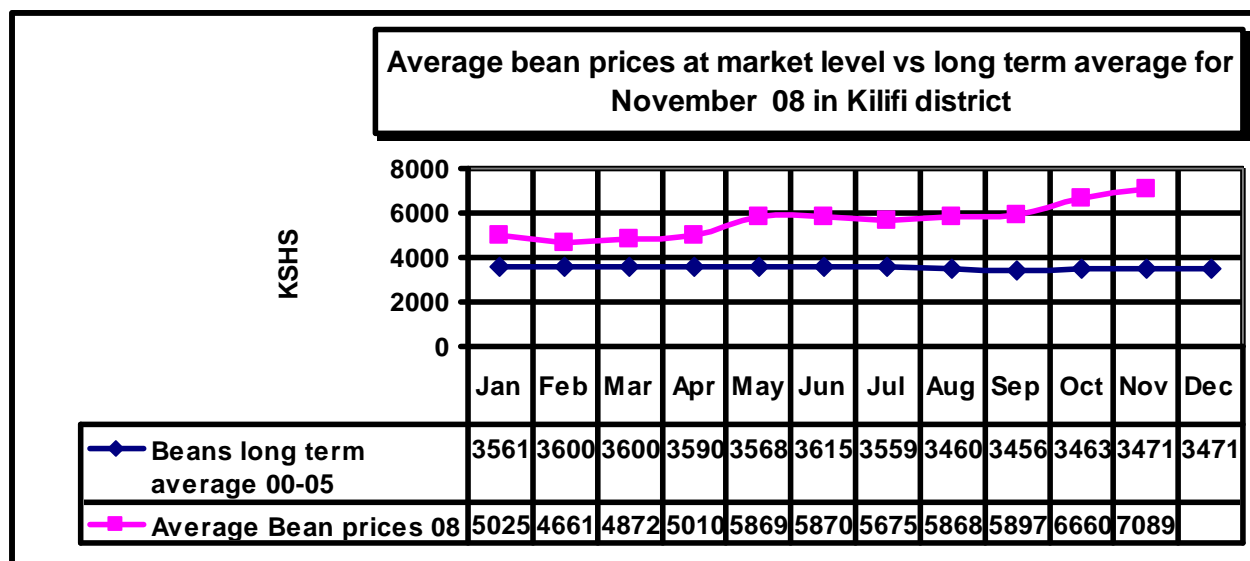 Average bean prices at market level vs long term average for
November 08 in Kilifi district
KSHS
8000
6000
4000
2000
0
Jan Feb Mar Apr May Jun Jul Aug Sep Oct Nov Dec
Beans long term
average 00-05
3561 3600 3600 3590 3568 3615 3559 3460 3456 3463 3471 3471
Average Bean prices 08 5025 4661 4872 5010 5869 5870 5675 5868 5897 6660 7089